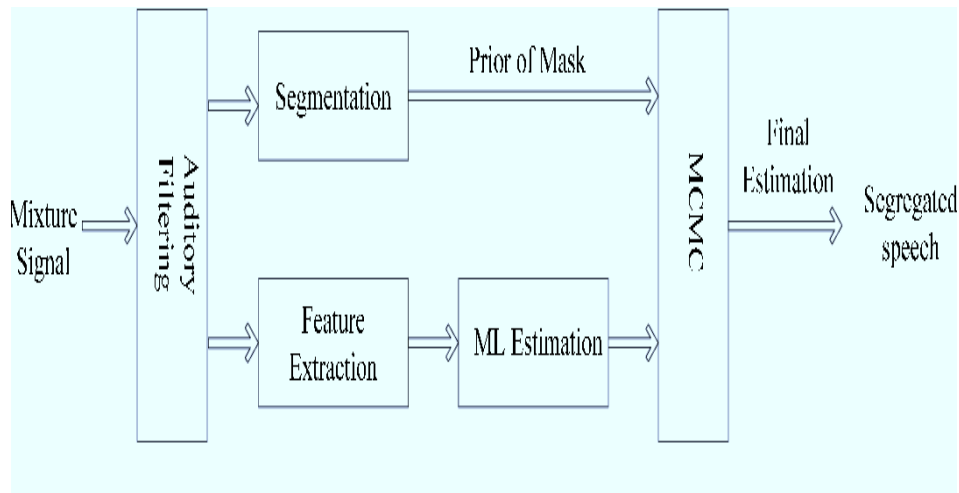 Mixture
Signal
Auditory
Filtering
Segmentation
Prior of Mask
Feature
Extraction
ML Estimation
MCMC
Final
Estimation
Segregated
speech